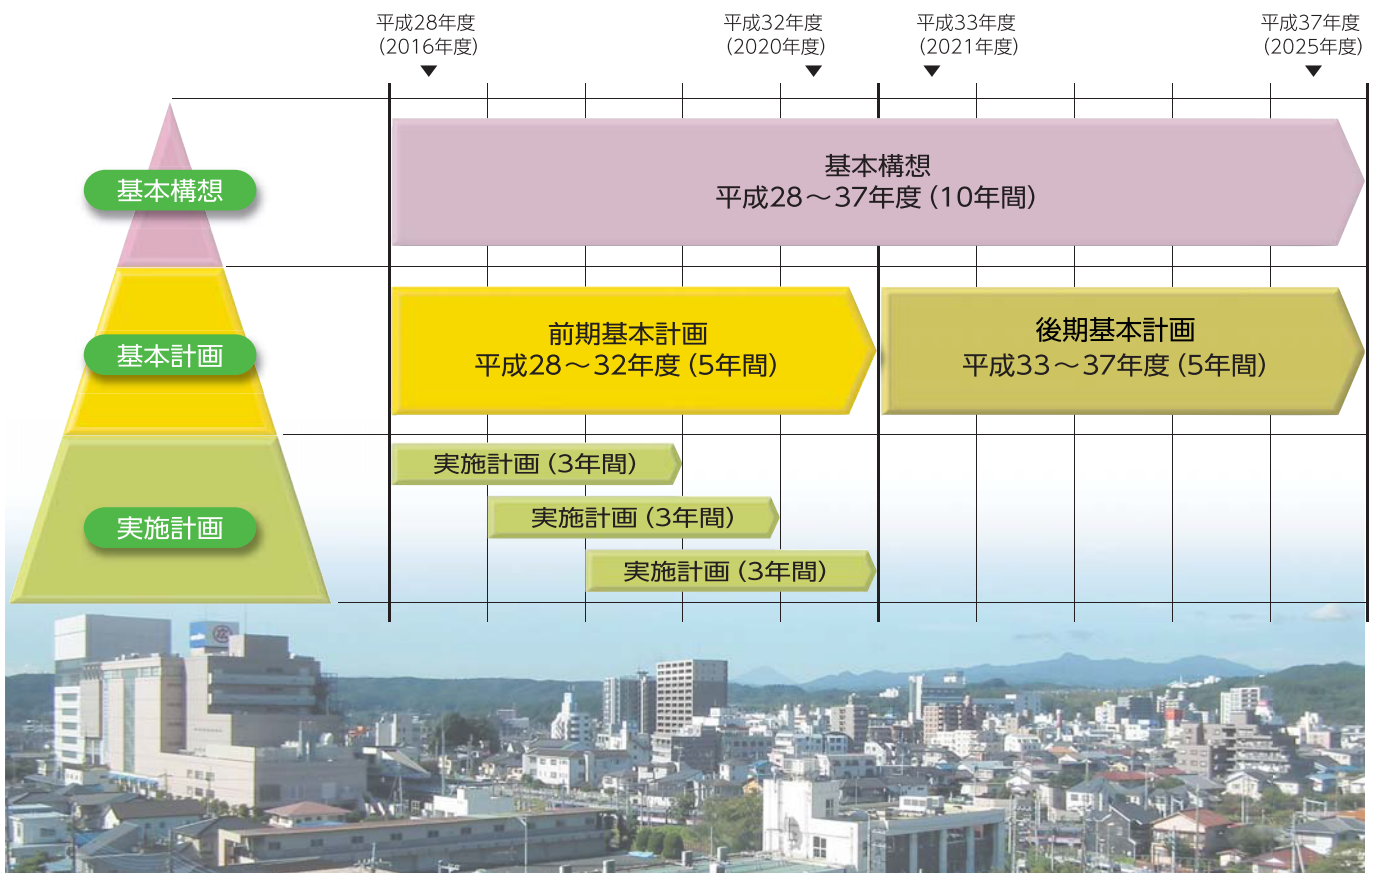 平成28年度
(2016年度)
平成32年度
(2020年度)
平成33年度
(2021年度)
平成37年度
(2025年度)
基本構想
基本構想
平成28～37年度(10年間)
基本計画
前期基本計画
平成28～32年度(5年間)
後期基本計画
平成33～37年度(5年間)
実施計画
実施計画(3年間)
実施計画(3年間)
実施計画(3年間)